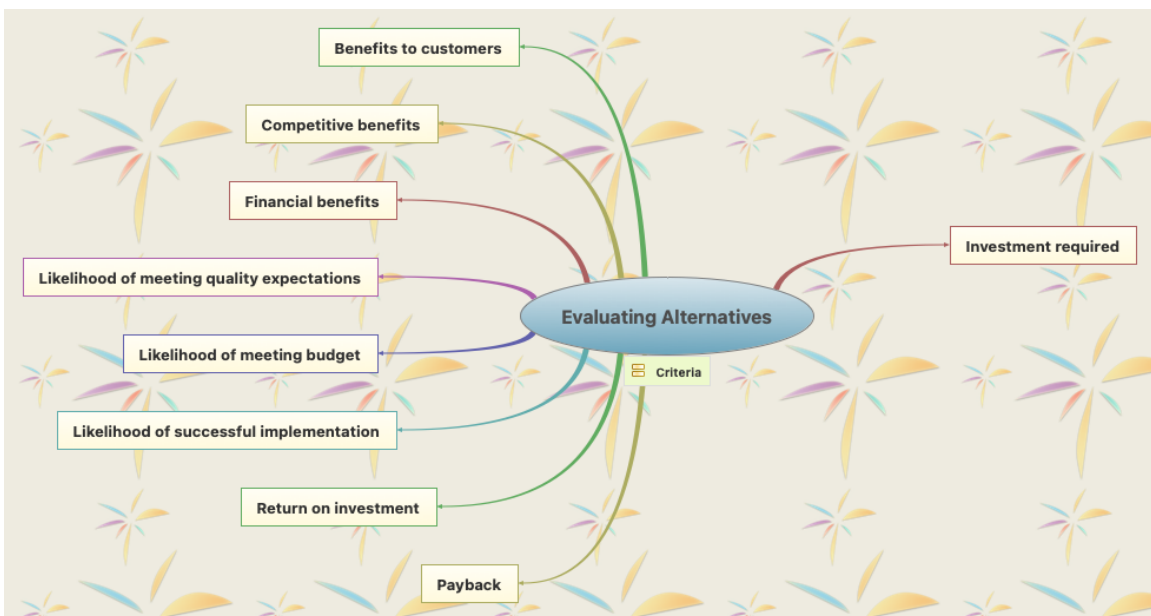 Benefits to customers
Competitive benefits
Financial benefits
Investment required
Likelihood of meeting quality expectations
Evaluating Alternatives
Likelihood of meeting budget
Criteria
Likelihood of successful implementation
Return on investment
Payback